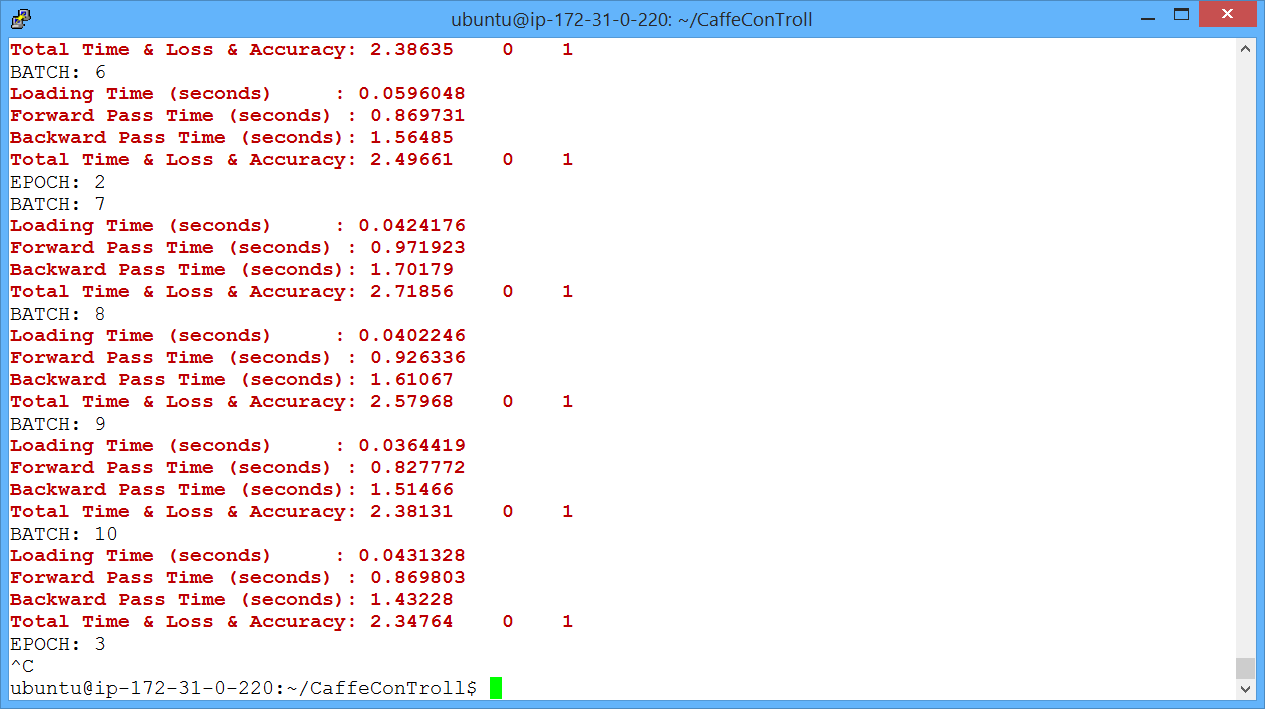 ubuntu@ip-172-31-0-220: ~/CaffeConTroll
Total Time & Loss & Accuracy: 2.38635    0    1
BATCH: 6
Loading Time (seconds)     : 0.0596048
Forward Pass Time (seconds) : 0.869731
Backward Pass Time (seconds): 1.56485
Total Time & Loss & Accuracy: 2.49661    0    1
EPOCH: 2
BATCH: 7
Loading Time (seconds)     : 0.0424176
Forward Pass Time (seconds) : 0.971923
Backward Pass Time (seconds): 1.70179
Total Time & Loss & Accuracy: 2.71856    0    1
BATCH: 8
Loading Time (seconds)     : 0.0402246
Forward Pass Time (seconds) : 0.926336
Backward Pass Time (seconds): 1.61067
Total Time & Loss & Accuracy: 2.57968    0    1
BATCH: 9
Loading Time (seconds)     : 0.0364419
Forward Pass Time (seconds) : 0.827772
Backward Pass Time (seconds): 1.51466
Total Time & Loss & Accuracy: 2.38131    0    1
BATCH: 10
Loading Time (seconds)     : 0.0431328
Forward Pass Time (seconds) : 0.869803
Backward Pass Time (seconds): 1.43228
Total Time & Loss & Accuracy: 2.34764    0    1
EPOCH: 3
^C
ubuntu@ip-172-31-0-220:~/CaffeConTroll$